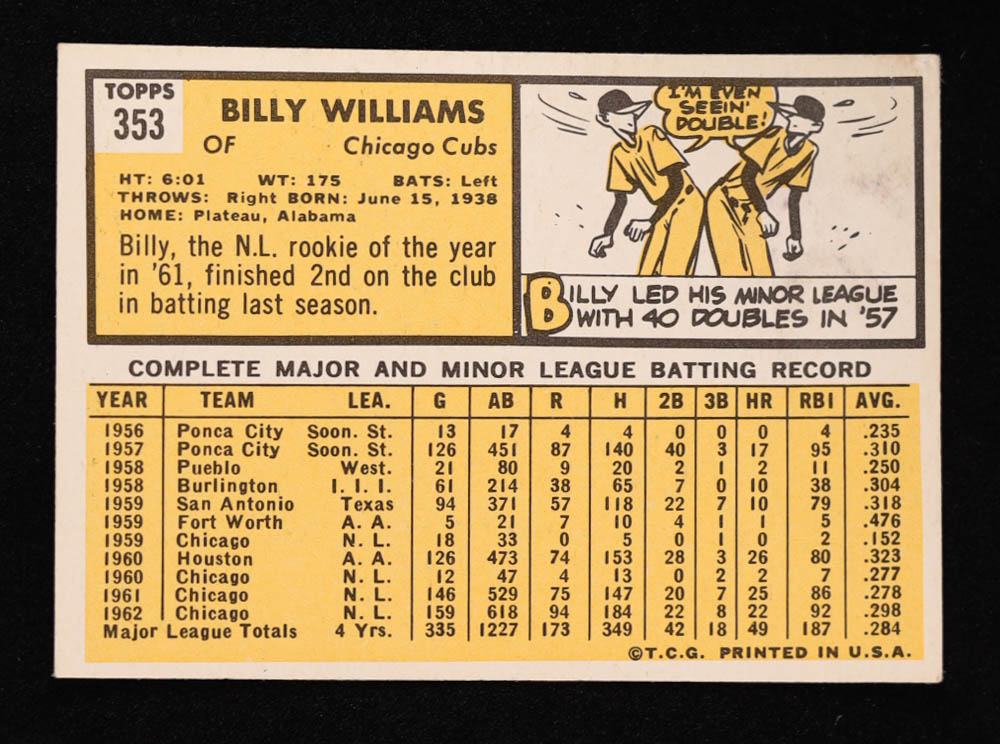 TOPPS
353
BILLY WILLIAMS
OF Chicago Cubs
HT: 6:01 WT: 175 BATS: Left
THROWS: Right BORN: June 15, 1938
HOME: Plateau, Alabama
Billy, the N.L. rookie of the year
in '61, finished 2nd on the club
in batting last season.
I'M EVEN
SEEIN'
DOUBLE!
BILLY LED HIS MINOR LEAGUE
WITH 40 DOUBLES IN '57
COMPLETE MAJOR AND MINOR LEAGUE BATTING RECORD
YEAR TEAM LEA. G AB R H 2B 3B HR RBI AVG.
1956 Ponca City Soon. St. 13 17 4 4 0 0 0 4 .235
1957 Ponca City Soon. St. 126 451 87 140 40 3 17 95 .310
1958 Pueblo West. 21 80 9 20 2 1 2 11 .250
1958 Burlington I. I. I. 61 214 38 65 7 0 10 38 .304
1959 San Antonio Texas 94 371 57 118 22 7 10 79 .318
1959 Fort Worth A. A. 5 21 7 10 4 1 1 5 .476
1959 Chicago N. L. 18 33 0 5 0 1 0 2 .152
1960 Houston A. A. 126 473 74 153 28 3 26 80 .323
1960 Chicago N. L. 12 47 4 13 0 2 2 7 .277
1961 Chicago N. L. 146 529 75 147 20 7 25 86 .278
1962 Chicago N. L. 159 618 94 184 22 8 22 92 .298
Major League Totals 4 Yrs. 335 1227 173 349 42 18 49 187 .284
©T.C.G. PRINTED IN U.S.A.